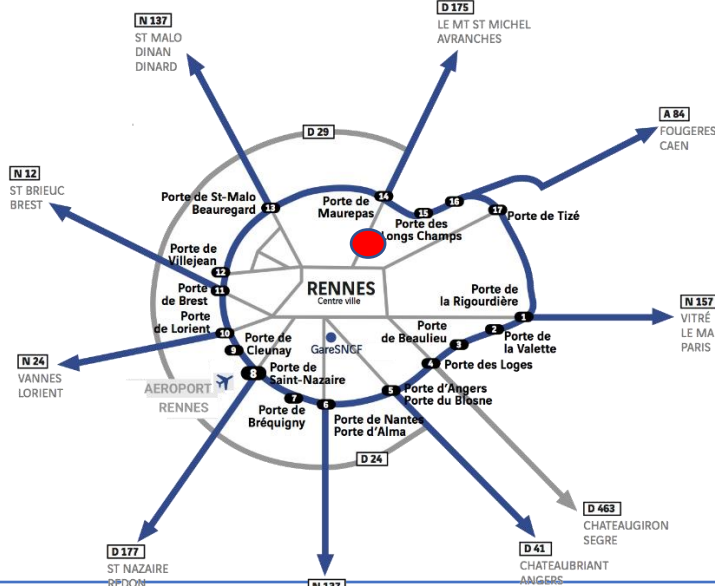 N 137
ST MALO
DINAN
DINARD
D 175
LE MT ST MICHEL
AVRANCHES
A 84
FOUGERES
CAEN
D 29
N 12
ST BRIEUC
BREST
Porte de St-Malo
Beauregard
13
Porte de
Maurepas
14
15
16
Porte des
Longs Champs
17
Porte de Tizé
Porte de
Villejean
12
11
Porte
de Brest
RENNES
Centre ville
Porte de
la Rigourdière
1
N 157
VITRÉ
LE MA
PARIS
Porte
de Lorient
10
9
Porte de
Cleunay
GareSNCF
Porte
de Beaulieu
3
2
Porte de
la Valette
4
Porte des Loges
N 24
VANNES
LORIENT
AEROPORT
RENNES
8
Porte de
Saint-Nazaire
7
Porte de
Bréquigny
6
Porte de Nantes
Porte d'Alma
5
Porte d'Angers
Porte du Blosne
D 24
D 463
CHATEAUGIRON
SEGRE
D 177
ST NAZAIRE
REDON
N 137
D 41
CHATEAUBRIANT
ANGERS